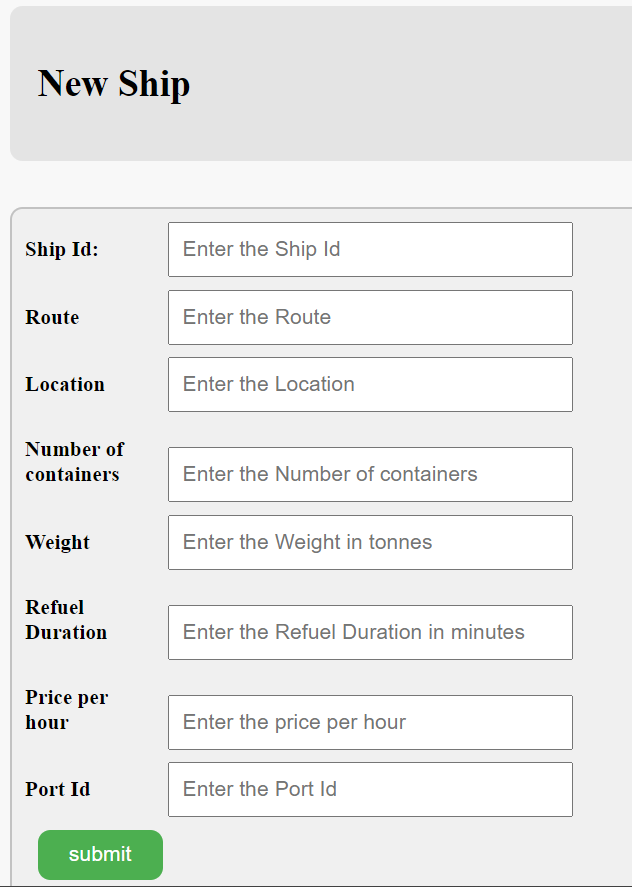 New Ship
Ship Id:
Enter the Ship Id
Route
Enter the Route
Location
Enter the Location
Number of
containers
Enter the Number of containers
Weight
Enter the Weight in tonnes
Refuel
Duration
Enter the Refuel Duration in minutes
Price per
hour
Enter the price per hour
Port Id
Enter the Port Id
submit